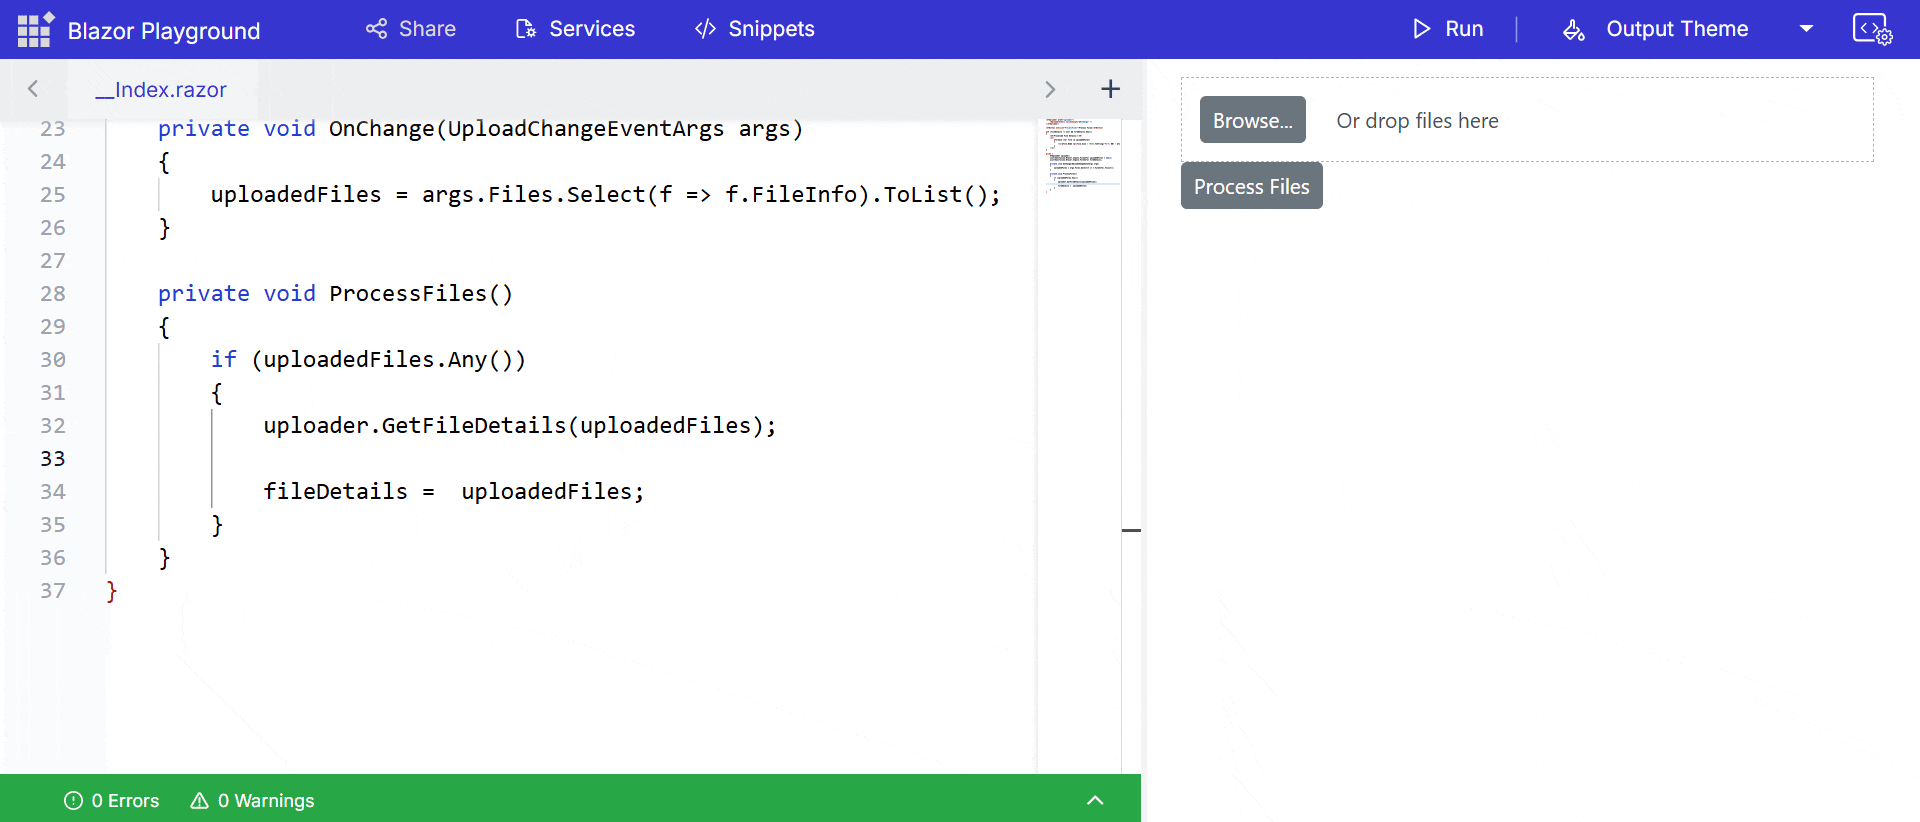 Blazor Playground Share Services Snippets Run Output Theme
__Index.razor
23 private void OnChange(UploadChangeEventArgs args)
24 {
25 uploadedFiles = args.Files.Select(f => f.FileInfo).ToList();
26 }
27
28 private void ProcessFiles()
29 {
30 if (uploadedFiles.Any())
31 {
32 uploader.GetFileDetails(uploadedFiles);
33
34 fileDetails =  uploadedFiles;
35 }
36 }
37 }
0 Errors 0 Warnings
Browse... Or drop files here
Process Files